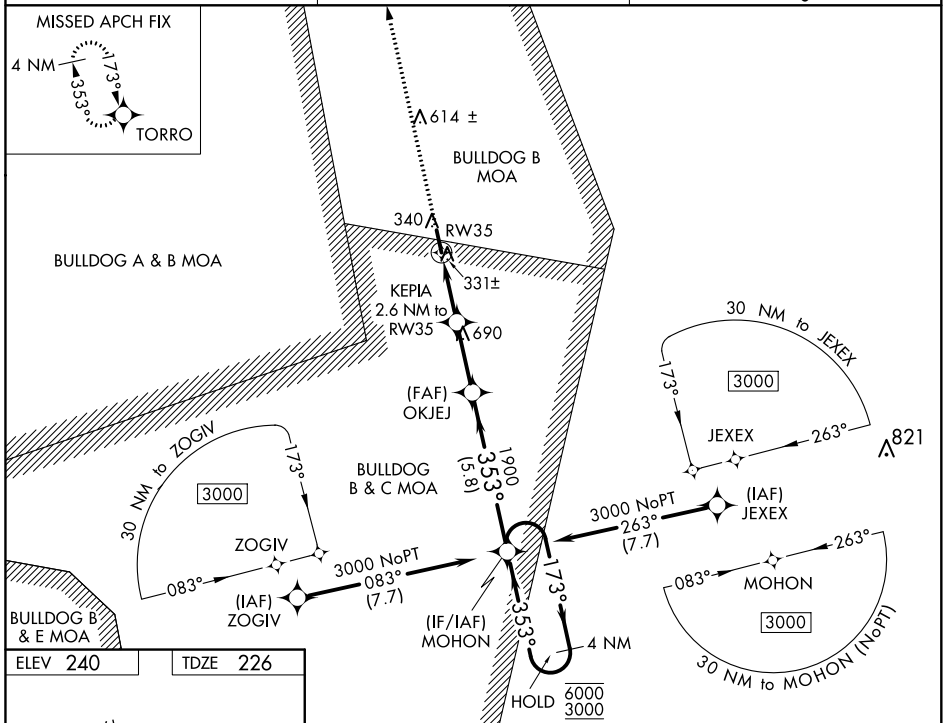 MISSED APCH FIX
4 NM
173°
353°
TORRO
614 ±
BULLDOG B
MOA
340
RW35
BULLDOG A & B MOA
331±
KEPIA
2.6 NM to
RW35
690
30 NM to JEXEX
173°
3000
(FAF)
OKJEJ
JEXEX
263°
821
30 NM to ZOGIV
173°
3000
BULLDOG
B & C MOA
1900
353°
(5.8)
ZOGIV
083°
3000 NoPT
263°
(7.7)
(IAF)
JEXEX
3000 NoPT
083°
(7.7)
(IAF)
ZOGIV
083°
263°
MOHON
3000
30 NM to MOHON (NoPT)
(IF/IAF)
MOHON
173°
353°
4 NM
HOLD
6000
3000
BULLDOG B
& E MOA
ELEV 240
TDZE 226